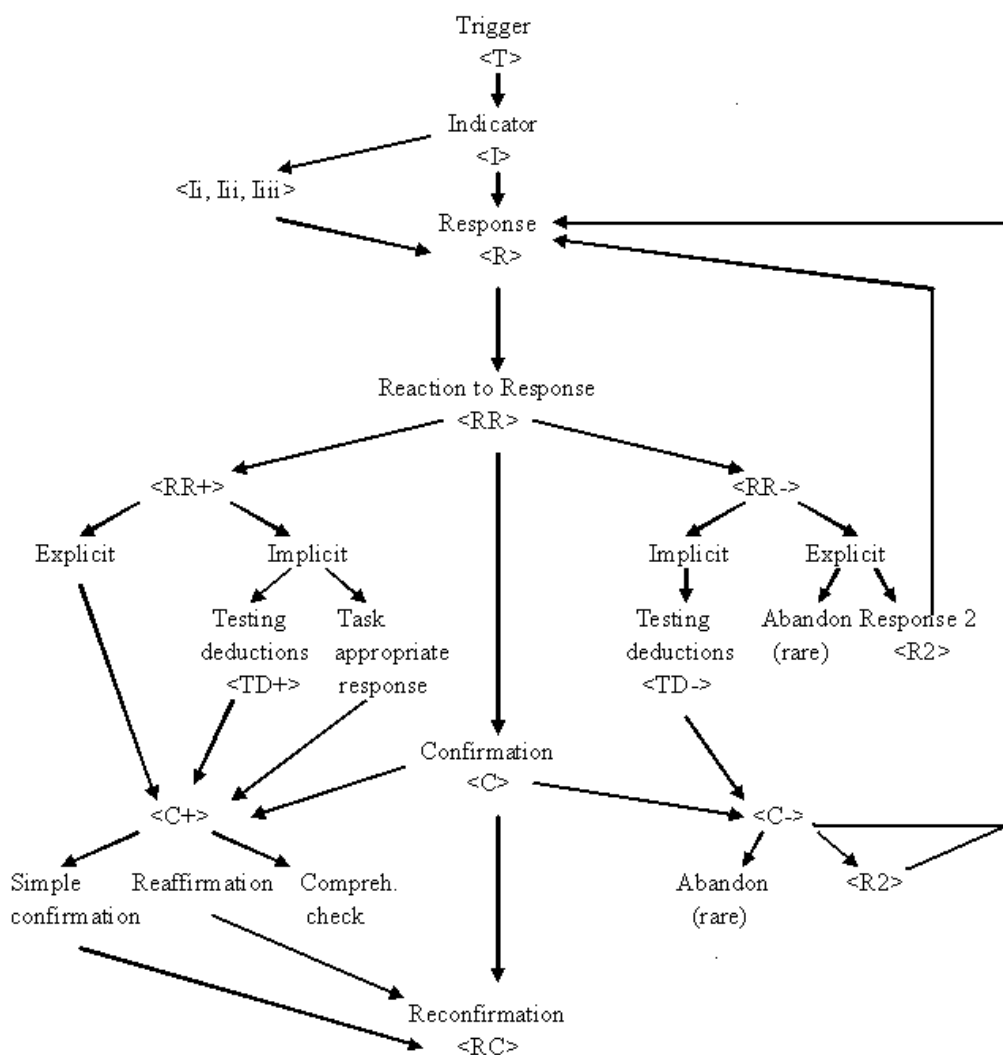 Trigger
<T>
Indicator
<I>
<Ii, Iii, Iiii>
Response
<R>
Reaction to Response
<RR>
<RR+>
<RR->
Explicit
Implicit
Implicit
Explicit
Testing
deductions
<TD+>
Task
appropriate
response
Testing
deductions
<TD->
Abandon
(rare)
Response 2
<R2>
Confirmation
<C>
<C+>
<C->
Simple
confirmation
Reaffirmation
Compreh.
check
Abandon
(rare)
<R2>
Reconfirmation
<RC>